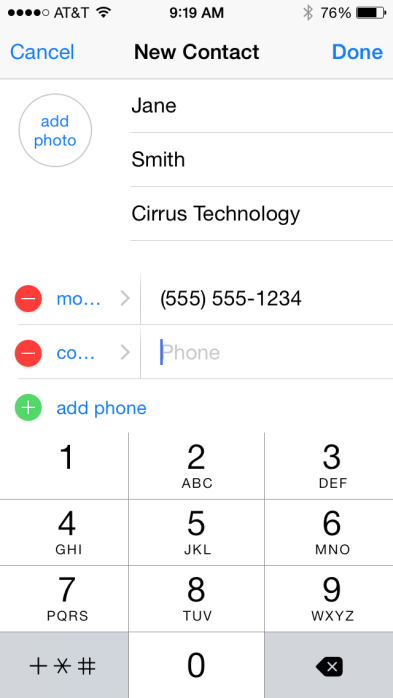 AT&T 9:19 AM 76%
Cancel New Contact Done
add
photo
Jane
Smith
Cirrus Technology
mo... (555) 555-1234
co... Phone
add phone
1 2 3
ABC DEF
4 5 6
GHI JKL MNO
7 8 9
PQRS TUV WXYZ
+*# 0